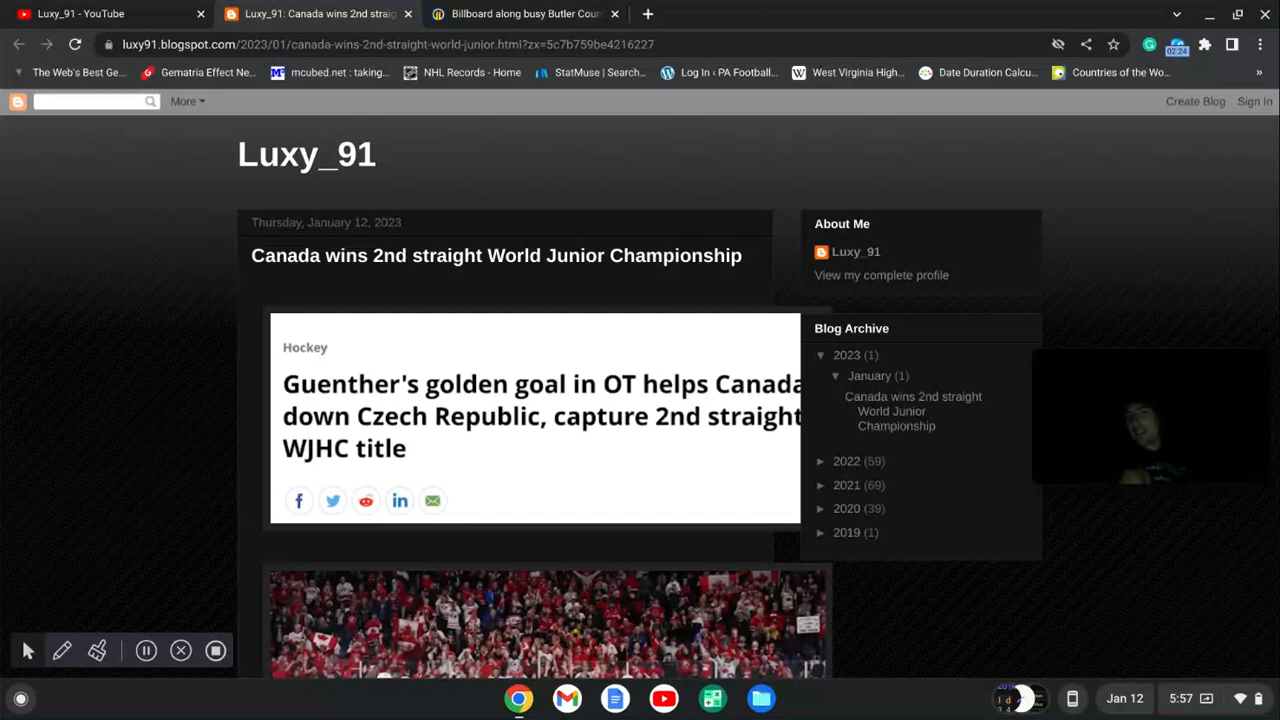 Luxy_91 - YouTube
Luxy_91: Canada wins 2nd straig
Billboard along busy Butler Coun
luxy91.blogspot.com/2023/01/canada-wins-2nd-straight-world-junior.html?zx=5c7b759be4216227
02:24
The Web's Best Ge...
Gematria Effect Ne...
mcubed.net : taking...
NHL Records - Home
StatMuse | Search...
Log In ‹ PA Football...
West Virginia High...
Date Duration Calcu...
Countries of the Wo...
»
More
Create Blog
Sign In
Luxy_91
Thursday, January 12, 2023
Canada wins 2nd straight World Junior Championship
Hockey
Guenther's golden goal in OT helps Canada
down Czech Republic, capture 2nd straight
WJHC title
About Me
Luxy_91
View my complete profile
Blog Archive
▼ 2023 (1)
▼ January (1)
Canada wins 2nd straight
World Junior
Championship
► 2022 (59)
► 2021 (69)
► 2020 (39)
► 2019 (1)
Jan 12
5:57